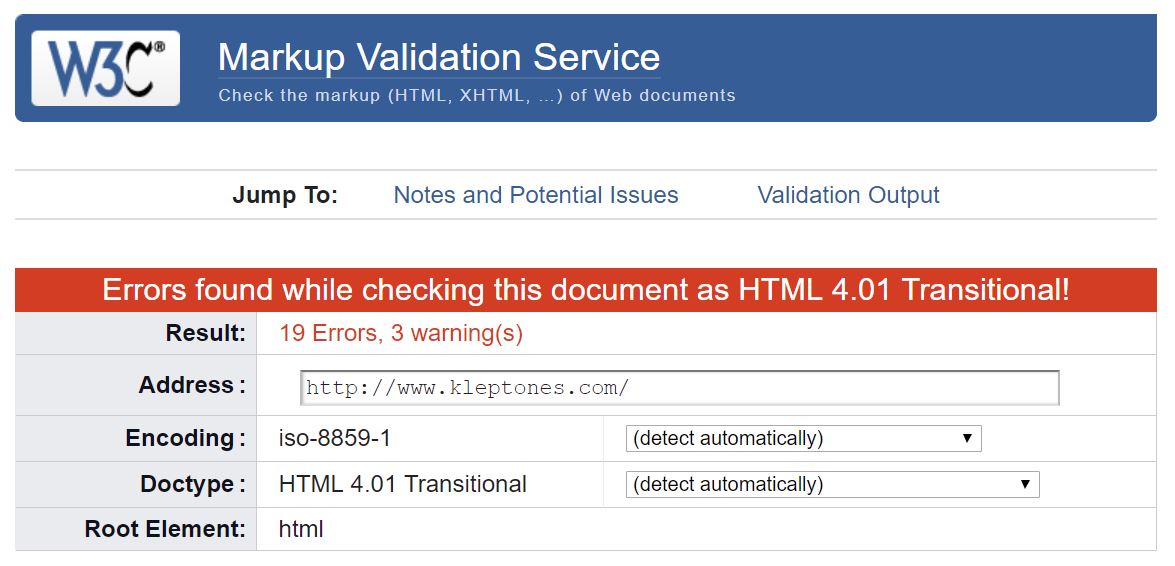 W3C®
Markup Validation Service
Check the markup (HTML, XHTML, …) of Web documents
Jump To: Notes and Potential Issues Validation Output
Errors found while checking this document as HTML 4.01 Transitional!
Result: 19 Errors, 3 warning(s)
Address : http://www.kleptones.com/
Encoding : iso-8859-1 (detect automatically)
Doctype : HTML 4.01 Transitional (detect automatically)
Root Element: html